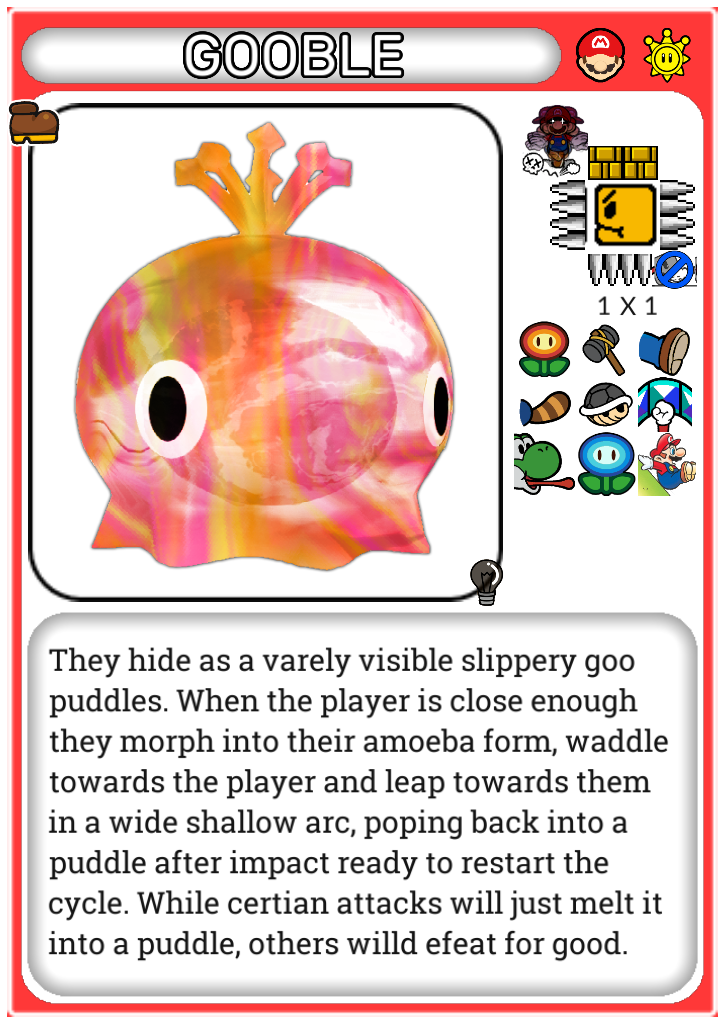 GOOBLE
1 X 1
They hide as a varely visible slippery goo
puddles. When the player is close enough
they morph into their amoeba form, waddle
towards the player and leap towards them
in a wide shallow arc, poping back into a
puddle after impact ready to restart the
cycle. While certian attacks will just melt it
into a puddle, others willd efeat for good.